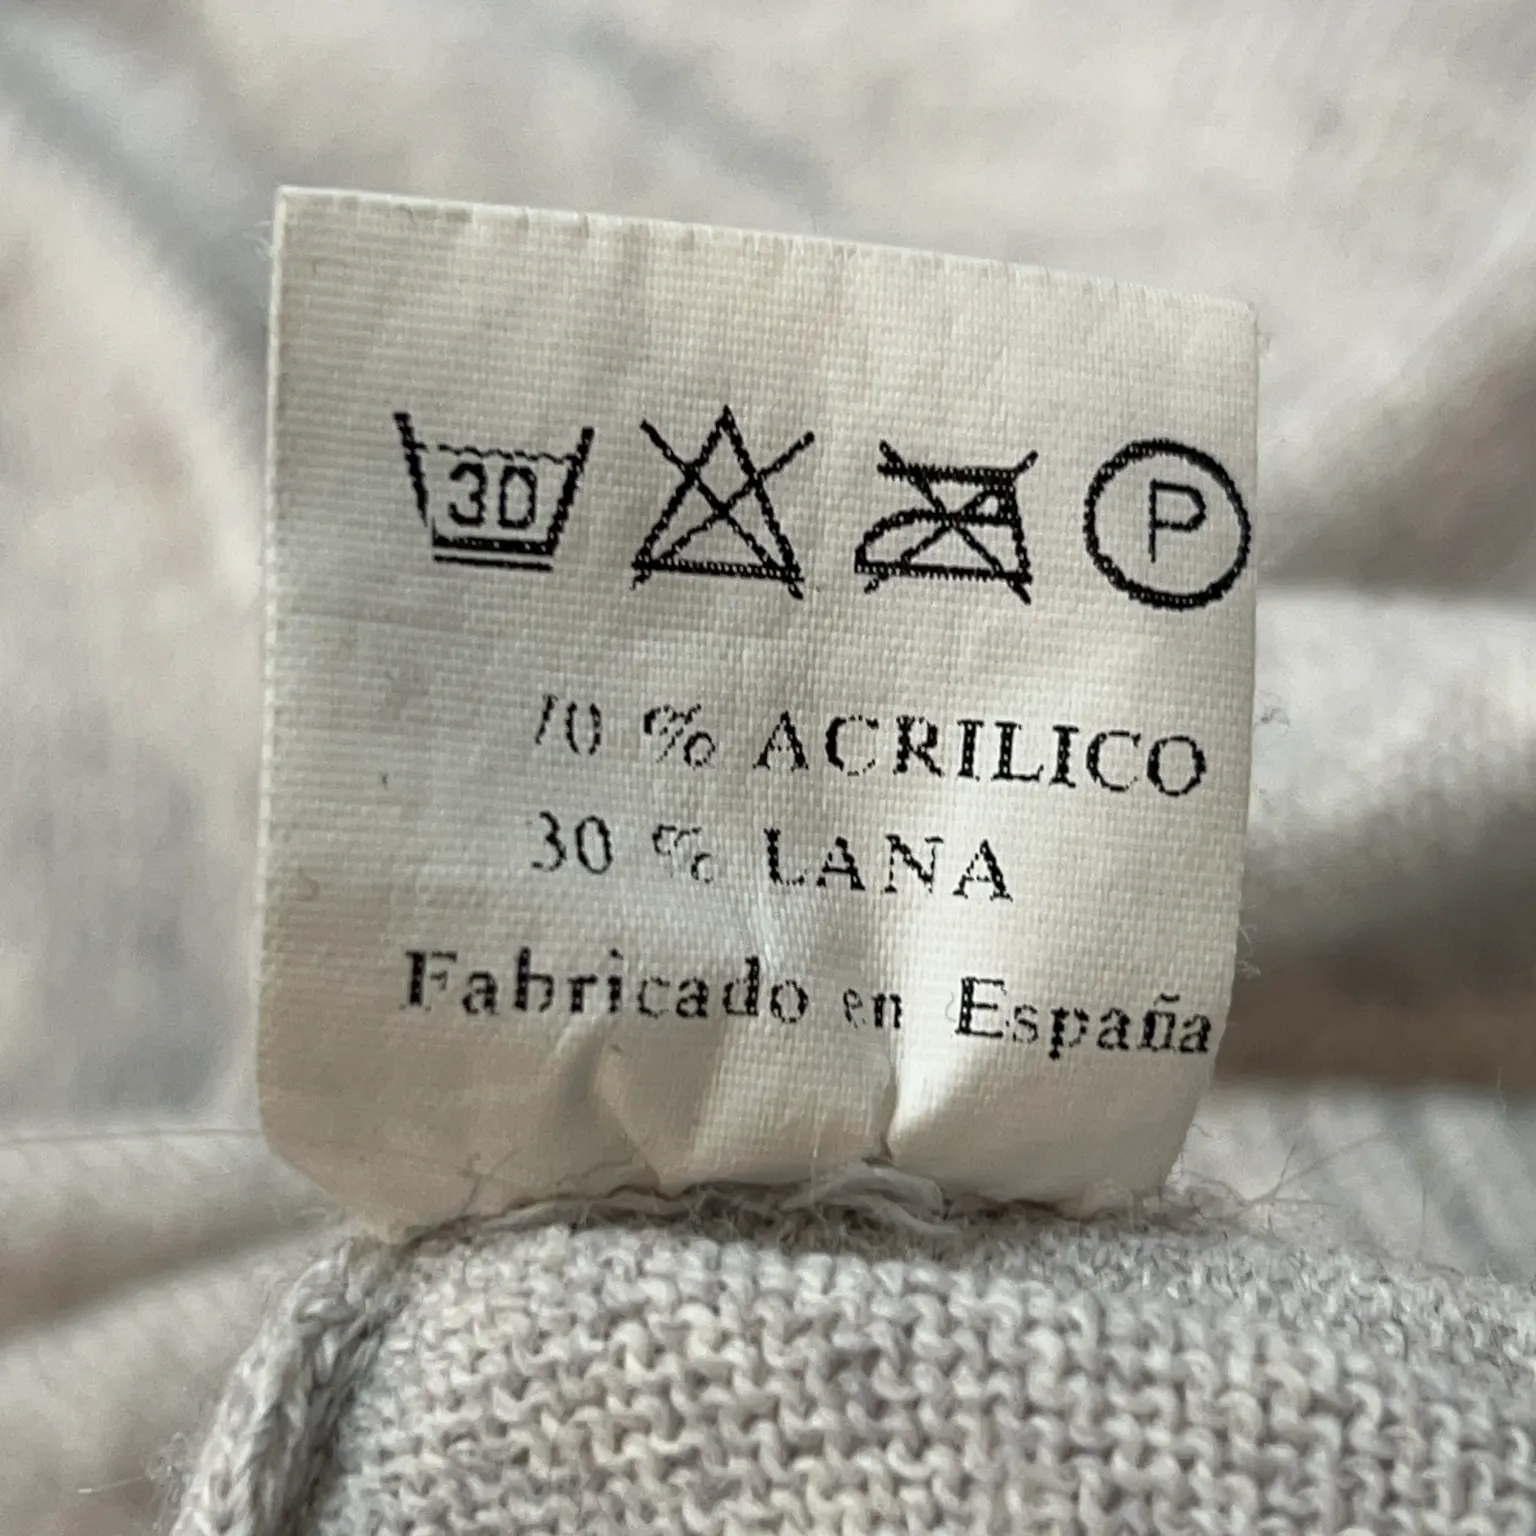 30 P
70 % ACRILICO
30 % LANA
Fabricado en España